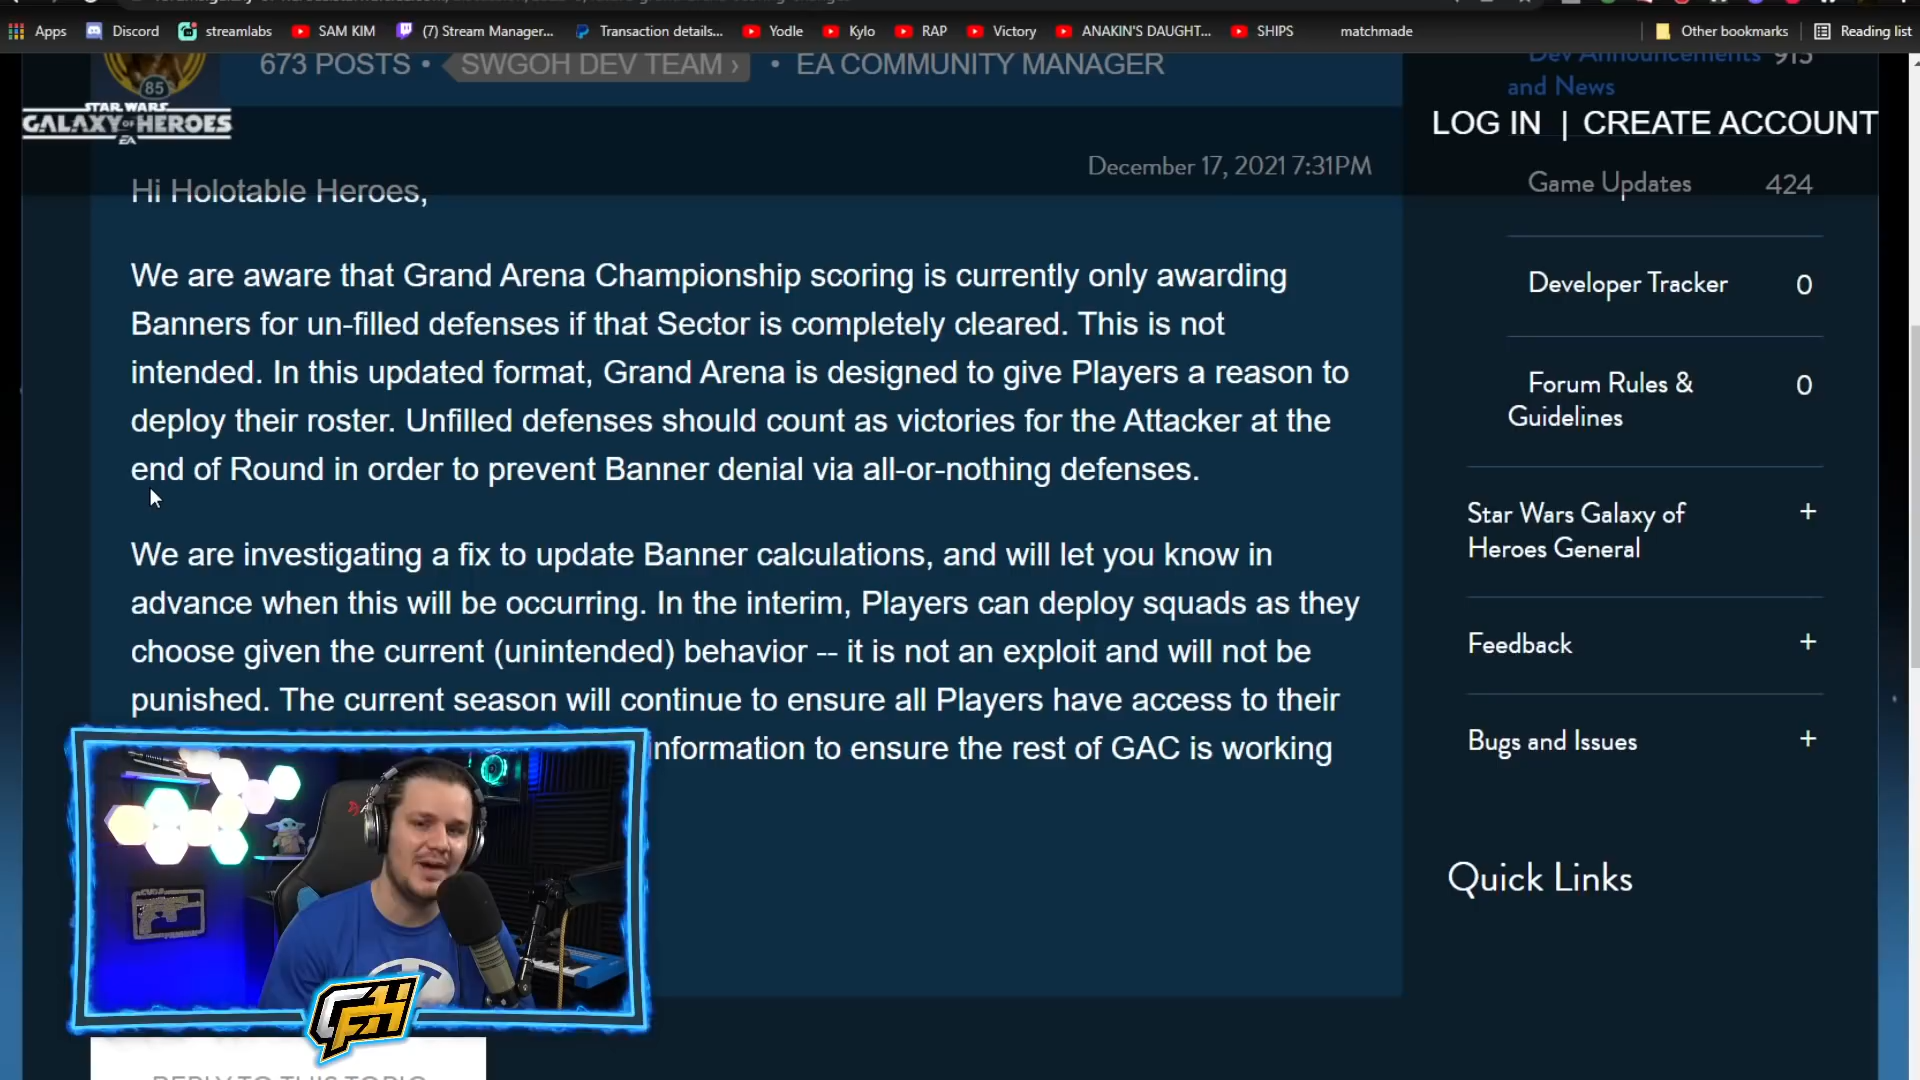 Apps Discord streamlabs SAM KIM (7) Stream Manager... Transaction details... Yodle Kylo RAP Victory ANAKIN'S DAUGHT... SHIPS matchmade Other bookmarks Reading list
673 POSTS • SWGOH DEV TEAM › • EA COMMUNITY MANAGER
85
STAR WARS
GALAXY OF HEROES
EA
December 17, 2021 7:31PM
Hi Holotable Heroes,
We are aware that Grand Arena Championship scoring is currently only awarding
Banners for un-filled defenses if that Sector is completely cleared. This is not
intended. In this updated format, Grand Arena is designed to give Players a reason to
deploy their roster. Unfilled defenses should count as victories for the Attacker at the
end of Round in order to prevent Banner denial via all-or-nothing defenses.
We are investigating a fix to update Banner calculations, and will let you know in
advance when this will be occurring. In the interim, Players can deploy squads as they
choose given the current (unintended) behavior -- it is not an exploit and will not be
punished. The current season will continue to ensure all Players have access to their
information to ensure the rest of GAC is working
REPLY TO THIS TOPIC
Dev Announcements 915
and News
LOG IN | CREATE ACCOUNT
Game Updates 424
Developer Tracker 0
Forum Rules & 0
Guidelines
Star Wars Galaxy of +
Heroes General
Feedback +
Bugs and Issues +
Quick Links